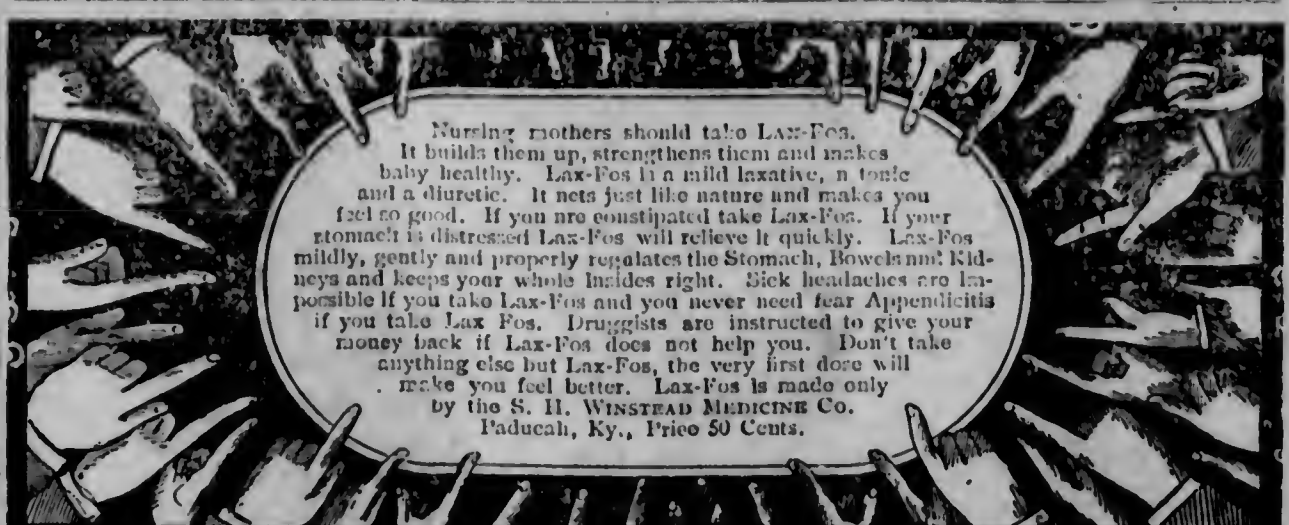 Nursing mothers should take LAX-FOS.
It builds them up, strengthens them and makes
baby healthy. LAX-FOS is a mild laxative, a tonic
and a diuretic. It acts just like nature and makes you
feel so good. If you are constipated take LAX-FOS. If your
stomach is distressed LAX-FOS will relieve it quickly. LAX-FOS
mildly, gently and properly regulates the Stomach, Bowels and Kid-
neys and keeps your whole Insides right. Sick headaches are Im-
possible If you take LAX-FOS and you never need fear Appendicitis
if you take LAX FOS. Druggists are instructed to give your
money back if LAX-FOS does not help you. Don't take
anything else but LAX-FOS, the very first dose will
make you feel better. LAX-FOS is made only
by the S. H. WINSTEAD MEDICINE CO.
Paducah, Ky., Price 50 Cents.